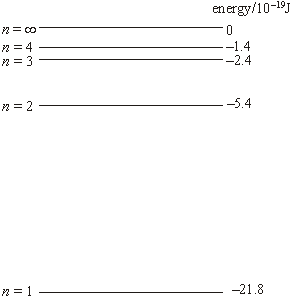 energy/10⁻¹⁹J
n = ∞ 0
n = 4 –1.4
n = 3 –2.4
n = 2 –5.4
n = 1 –21.8